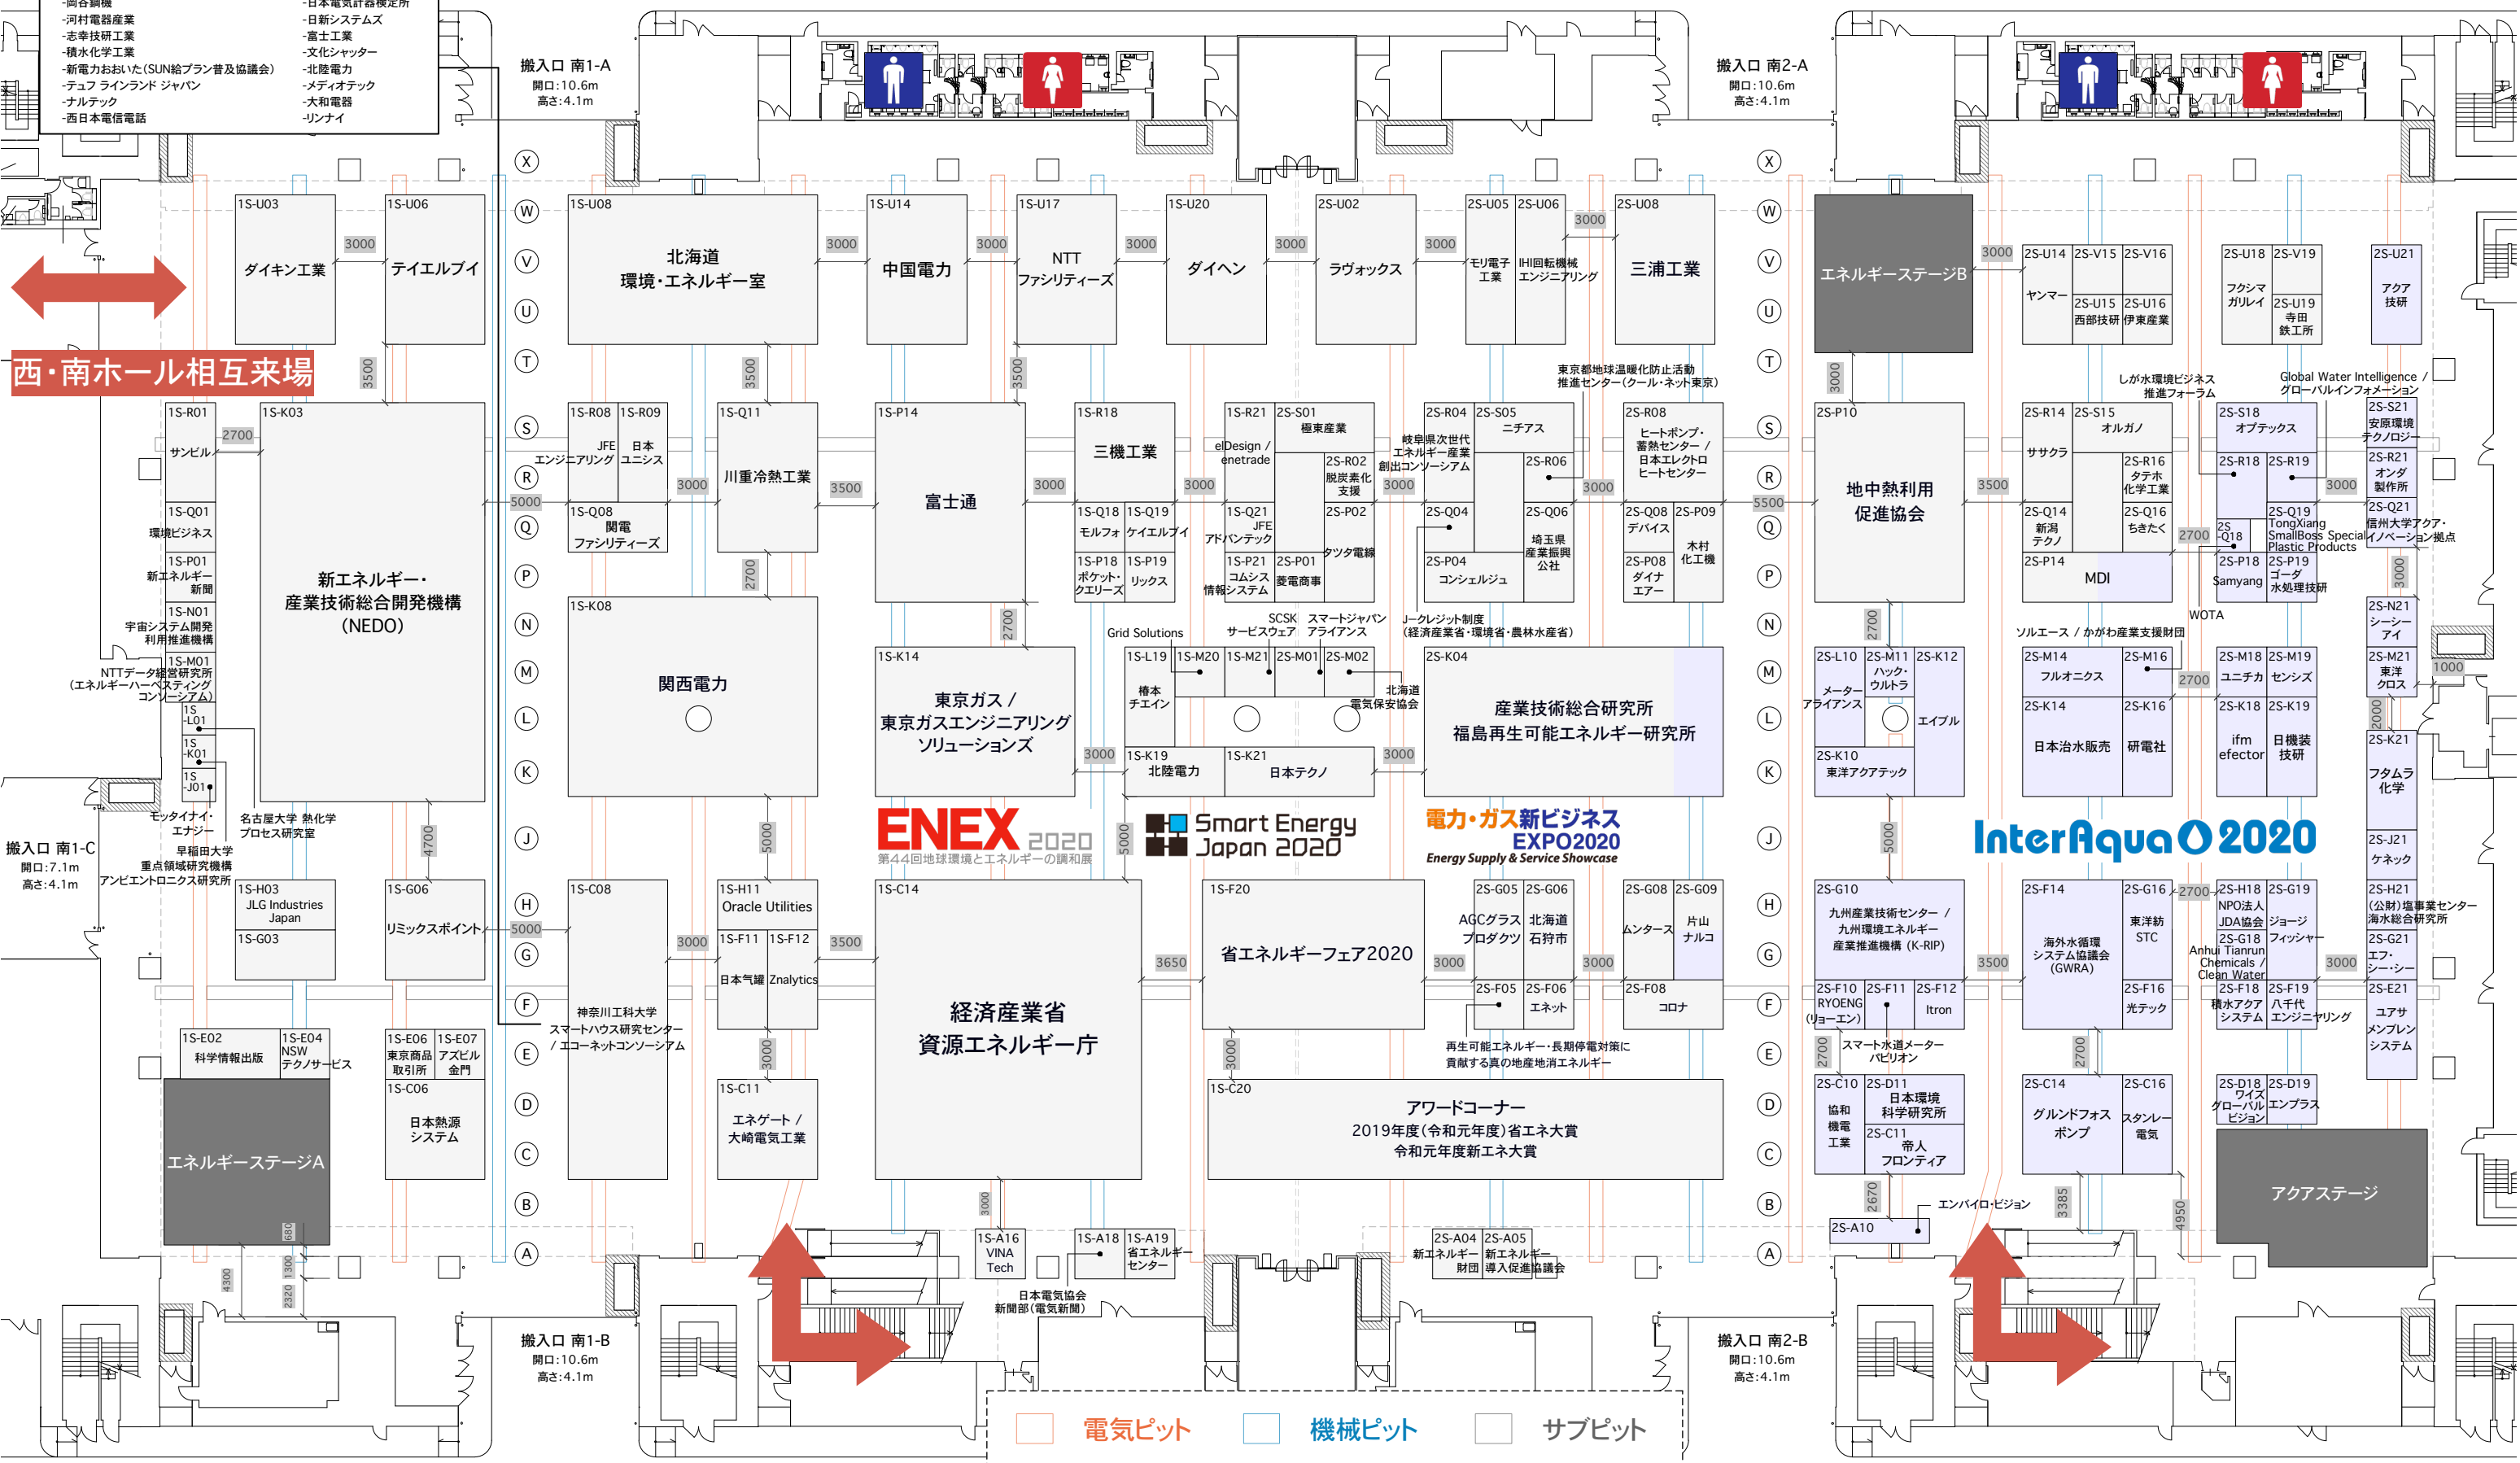 -岡谷鋼機
-河村電器産業
-志幸技研工業
-積水化学工業
-新電力おおいた(SUN給プラン普及協議会)
-テュフ ラインランド ジャパン
-ナルテック
-西日本電信電話
-日本電気計器検定所
-日新システムズ
-富士工業
-文化シャッター
-北陸電力
-メディオテック
-大和電器
-リンナイ
搬入口 南1-A
開口:10.6m
高さ:4.1m
搬入口 南2-A
開口:10.6m
高さ:4.1m
X
X
W
W
V
V
U
U
T
T
1S-U03
ダイキン工業
3000
1S-U06
テイエルブイ
1S-U08
北海道
環境・エネルギー室
3000
1S-U14
中国電力
3000
1S-U17
NTT
ファシリティーズ
3000
1S-U20
ダイヘン
3000
2S-U02
ラヴォックス
3000
2S-U05
モリ電子
工業
2S-U06
IHI回転機械
エンジニアリング
3000
2S-U08
三浦工業
エネルギーステージB
3000
2S-U14
ヤンマー
2S-V15
2S-V16
2S-U15
西部技研
2S-U16
伊東産業
2S-U18
フクシマ
ガリレイ
2S-V19
2S-U19
寺田
鉄工所
2S-U21
アクア
技研
西・南ホール相互来場
3500
3500
3500
3000
東京都地球温暖化防止活動
推進センター(クール・ネット東京)
しが水環境ビジネス
推進フォーラム
Global Water Intelligence /
グローバルインフォメーション
S
S
R
R
Q
Q
P
P
N
N
M
M
L
L
K
K
J
J
1S-R01
サンビル
2700
1S-Q01
環境ビジネス
1S-P01
新エネルギー
新聞
1S-N01
宇宙システム開発
利用推進機構
1S-M01
NTTデータ経営研究所
(エネルギーハーベスティング
コンソーシアム)
1S
-L01
1S
-K01
1S
-J01
モッタイナイ・
エナジー
名古屋大学 熱化学
プロセス研究室
早稲田大学
重点領域研究機構
アンビエントロニクス研究所
1S-K03
新エネルギー・
産業技術総合開発機構
(NEDO)
5000
4700
1S-R08
JFE
エンジニアリング
1S-R09
日本
ユニシス
1S-Q08
関電
ファシリティーズ
3000
1S-Q11
川重冷熱工業
3500
2700
1S-K08
関西電力
5000
1S-P14
富士通
3000
2700
1S-K14
東京ガス /
東京ガスエンジニアリング
ソリューションズ
3000
1S-R18
三機工業
1S-Q18
モルフォ
1S-Q19
ケイエルブイ
1S-P18
ポケット・
クエリーズ
1S-P19
リックス
3000
1S-R21
elDesign /
enetrade
2S-S01
極東産業
2S-R02
脱炭素化
支援
1S-Q21
JFE
アドバンテック
2S-P02
タツタ電線
1S-P21
コムシス
情報システム
2S-P01
菱電商事
3000
Grid Solutions
SCSK
サービスウェア
スマートジャパン
アライアンス
1S-L19
椿本
チエイン
1S-M20
1S-M21
2S-M01
2S-M02
北海道
電気保安協会
1S-K19
北陸電力
1S-K21
日本テクノ
3000
5000
2S-R04
岐阜県次世代
エネルギー産業
創出コンソーシアム
2S-S05
ニチアス
2S-R06
2S-Q04
2S-Q06
埼玉県
産業振興
公社
2S-P04
コンシェルジュ
J-クレジット制度
(経済産業省・環境省・農林水産省)
3000
2S-R08
ヒートポンプ・
蓄熱センター /
日本エレクトロ
ヒートセンター
2S-Q08
デバイス
2S-P09
木村
化工機
2S-P08
ダイナ
エアー
5500
2S-K04
産業技術総合研究所
福島再生可能エネルギー研究所
2S-P10
地中熱利用
促進協会
3500
2700
2S-L10
メーター
アライアンス
2S-M11
ハック・
ウルトラ
2S-K12
エイブル
2S-K10
東洋アクアテック
5000
2S-R14
ササクラ
2S-S15
オルガノ
2S-R16
タテホ
化学工業
2S-Q14
新潟
テクノ
2S-Q16
ちきたく
2S-P14
MDI
2700
ソルエース / かがわ産業支援財団
2S-M14
フルオニクス
2S-M16
2S-K14
日本治水販売
2S-K16
研電社
2700
2S-S18
オプテックス
2S-R18
2S-R19
3000
2S
-Q18
2S-Q19
TongXiang
SmallBoss Special
Plastic Products
2S-P18
Samyang
2S-P19
ゴーダ
水処理技研
WOTA
2S-M18
ユニチカ
2S-M19
センシズ
2S-K18
ifm
efector
2S-K19
日機装
技研
2S-S21
安原環境
テクノロジー
2S-R21
オンダ
製作所
2S-Q21
信州大学アクア・
イノベーション拠点
3000
2S-N21
シーシー
アイ
2S-M21
東洋
クロス
1000
2000
2S-K21
フタムラ
化学
2S-J21
ケネック
ENEX 2020
第44回地球環境とエネルギーの調和展
Smart Energy
Japan 2020
電力・ガス新ビジネス
EXPO2020
Energy Supply & Service Showcase
InterAqua 2020
搬入口 南1-C
開口:7.1m
高さ:4.1m
H
H
G
G
F
F
E
E
D
D
C
C
B
B
A
A
1S-H03
JLG Industries
Japan
1S-G03
1S-G06
リミックスポイント
5000
1S-E02
科学情報出版
1S-E04
NSW
テクノサービス
1S-E06
東京商品
取引所
1S-E07
アズビル
金門
1S-C06
日本熱源
システム
エネルギーステージA
680
1300
2320
4300
1S-C08
神奈川工科大学
スマートハウス研究センター
/ エコーネットコンソーシアム
3000
1S-H11
Oracle Utilities
1S-F11
日本气罐
1S-F12
Znalytics
3500
3000
1S-C11
エネゲート /
大崎電気工業
1S-C14
経済産業省
資源エネルギー庁
3650
3000
1S-F20
省エネルギーフェア2020
3000
3000
1S-C20
アワードコーナー
2019年度(令和元年度)省エネ大賞
令和元年度新エネ大賞
2S-G05
AGCグラス
プロダクツ
2S-G06
北海道
石狩市
2S-F05
2S-F06
エネット
再生可能エネルギー・長期停電対策に
貢献する真の地産地消エネルギー
3000
2S-G08
ムンタース
2S-G09
片山
ナルコ
2S-F08
コロナ
2S-G10
九州産業技術センター /
九州環境エネルギー
産業推進機構 (K-RIP)
3500
2S-F10
RYOENG
(リョーエン)
2S-F11
2S-F12
Itron
2700
スマート水道メーター
パビリオン
2S-C10
協和
機電
工業
2S-D11
日本環境
科学研究所
2S-C11
帝人
フロンティア
2670
2S-A10
エンバイロ・ビジョン
2S-F14
海外水循環
システム協議会
(GWRA)
2S-G16
東洋紡
STC
2S-F16
光テック
2700
2700
2S-C14
グルンドフォス
ポンプ
2S-C16
スタンレー
電気
3385
4950
2S-H18
NPO法人
JDA協会
2S-G19
ジョージ
フィッシャー
2S-G18
Anhui Tianrun
Chemicals /
Clean Water
3000
2S-F18
積水アクア
システム
2S-F19
八千代
エンジニヤリング
2S-D18
ワイズ
グローバル
ビジョン
2S-D19
エンプラス
2S-H21
(公財)塩事業センター
海水総合研究所
2S-G21
エフ・
シー・シー
2S-E21
ユアサ
メンブレン
システム
アクアステージ
1S-A16
VINA
Tech
1S-A18
日本電気協会
新聞部(電気新聞)
1S-A19
省エネルギー
センター
2S-A04
新エネルギー
財団
2S-A05
新エネルギー
導入促進協議会
搬入口 南1-B
開口:10.6m
高さ:4.1m
搬入口 南2-B
開口:10.6m
高さ:4.1m
電気ピット
機械ピット
サブピット